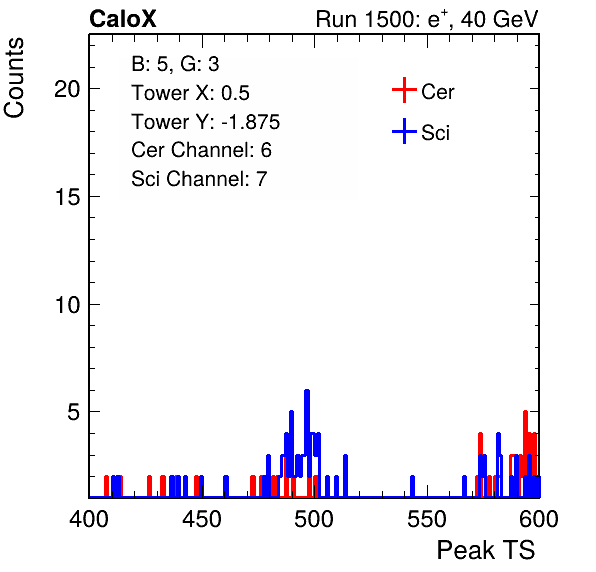 CaloX Run 1500: e⁺, 40 GeV
B: 5, G: 3
Tower X: 0.5
Tower Y: -1.875
Cer Channel: 6
Sci Channel: 7
Cer
Sci
Counts
20
15
10
5
400 450 500 550 600
Peak TS